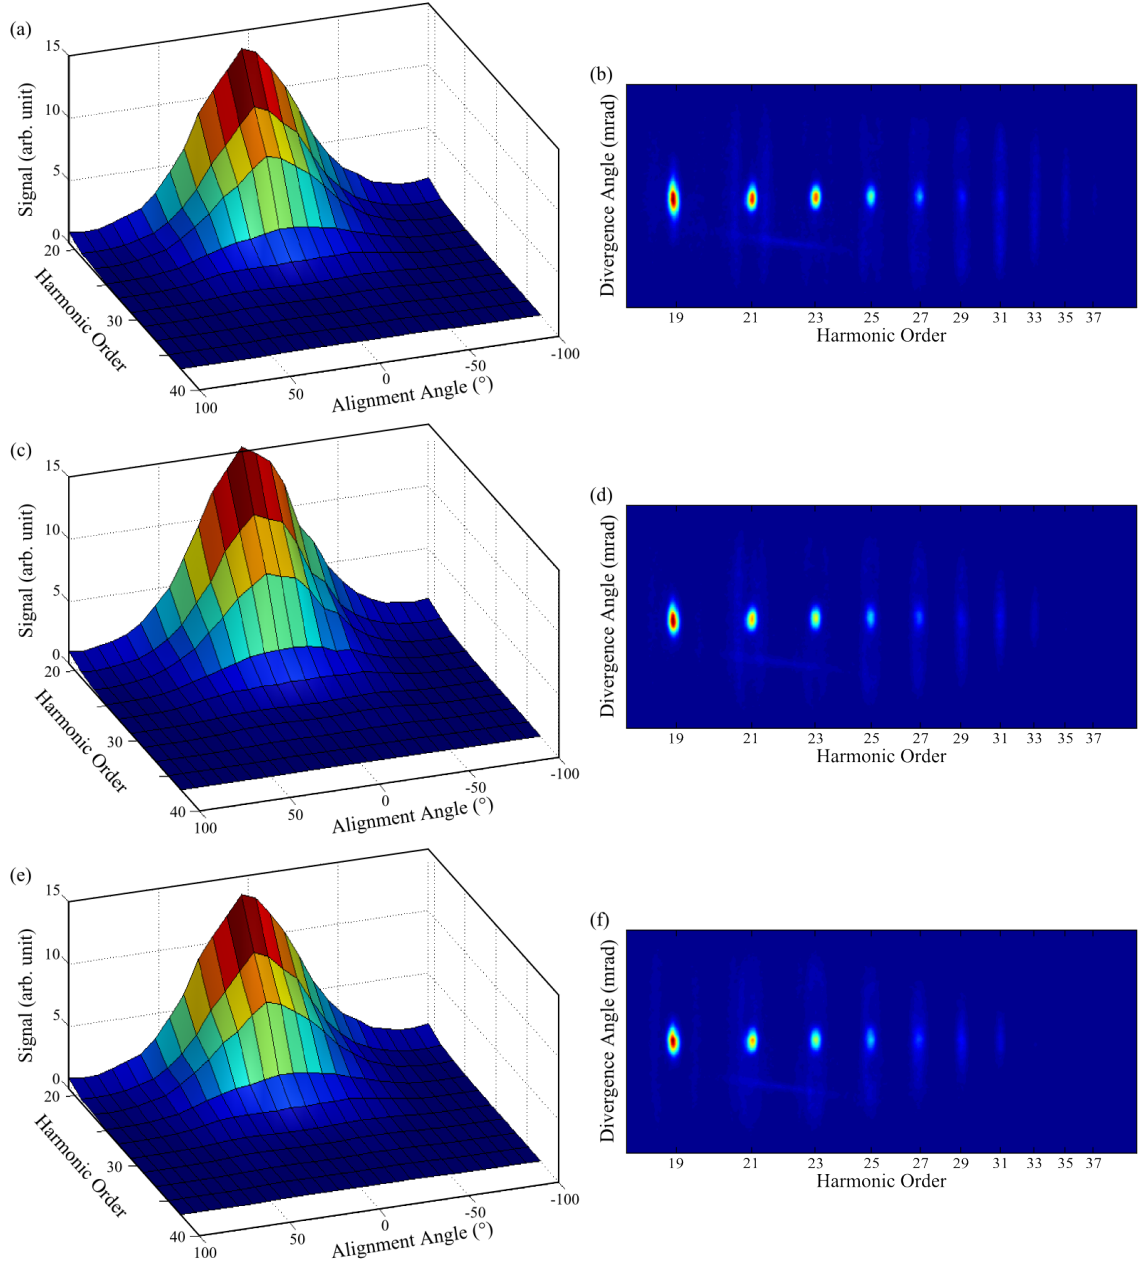 (a)
15
10
5
0
20
30
40
Signal (arb. unit)
Harmonic Order
100
50
0
-50
-100
Alignment Angle (°)
(b)
Divergence Angle (mrad)
19 21 23 25 27 29 31 33 35 37
Harmonic Order
(c)
15
10
5
0
20
30
40
Signal (arb. unit)
Harmonic Order
100
50
0
-50
-100
Alignment Angle (°)
(d)
Divergence Angle (mrad)
19 21 23 25 27 29 31 33 35 37
Harmonic Order
(e)
15
10
5
0
20
30
40
Signal (arb. unit)
Harmonic Order
100
50
0
-50
-100
Alignment Angle (°)
(f)
Divergence Angle (mrad)
19 21 23 25 27 29 31 33 35 37
Harmonic Order